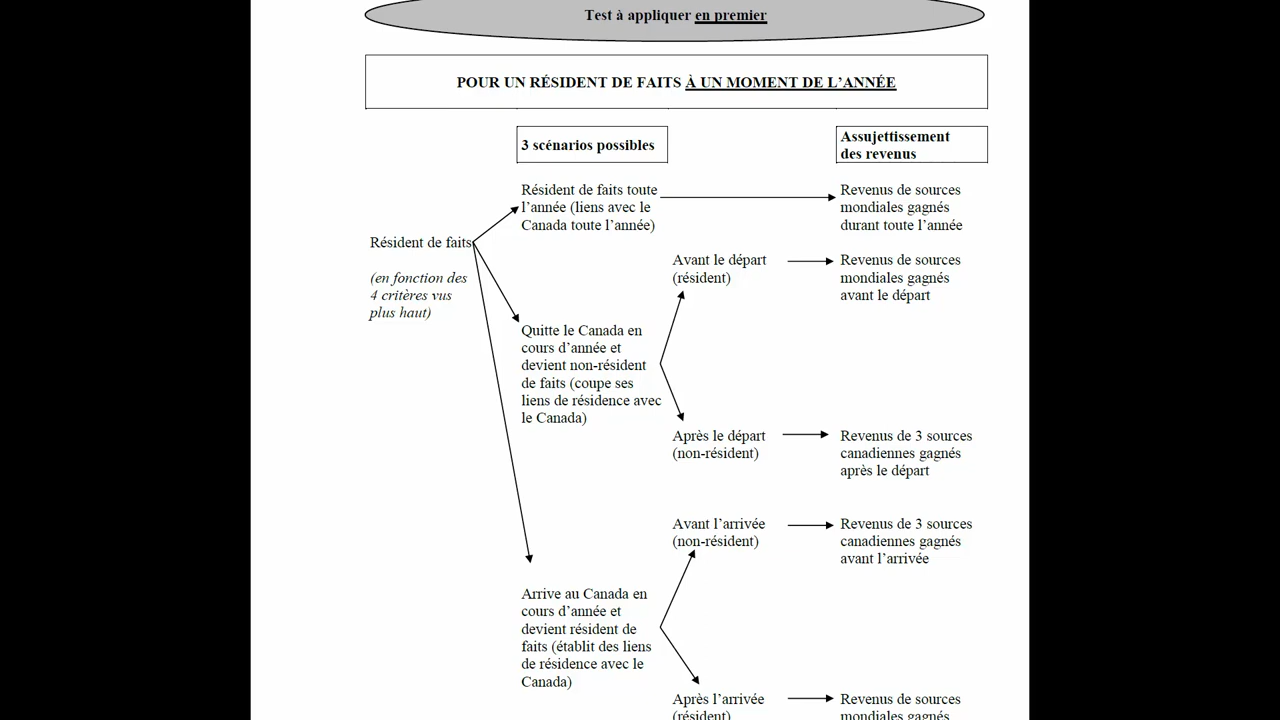 Test à appliquer en premier
POUR UN RÉSIDENT DE FAITS À UN MOMENT DE L'ANNÉE
3 scénarios possibles
Assujettissement
des revenus
Résident de faits
(en fonction des
4 critères vus
plus haut)
Résident de faits toute
l'année (liens avec le
Canada toute l'année)
Revenus de sources
mondiales gagnés
durant toute l'année
Quitte le Canada en
cours d'année et
devient non-résident
de faits (coupe ses
liens de résidence avec
le Canada)
Avant le départ
(résident)
Revenus de sources
mondiales gagnés
avant le départ
Après le départ
(non-résident)
Revenus de 3 sources
canadiennes gagnés
après le départ
Arrive au Canada en
cours d'année et
devient résident de
faits (établit des liens
de résidence avec le
Canada)
Avant l'arrivée
(non-résident)
Revenus de 3 sources
canadiennes gagnés
avant l'arrivée
Après l'arrivée
(résident)
Revenus de sources
mondiales gagnés